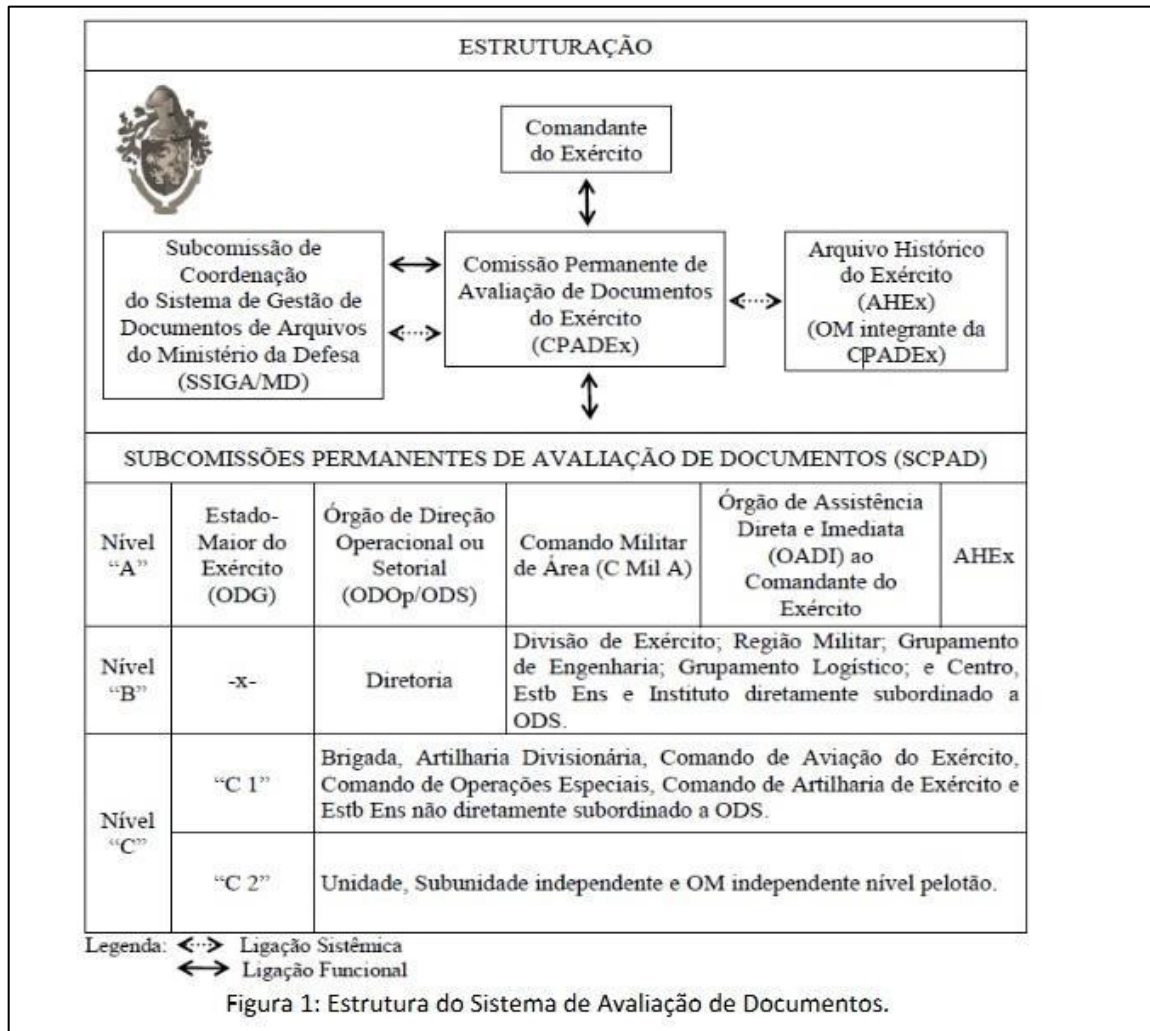 ESTRUTURAÇÃO
Comandante
do Exército
Subcomissão de
Coordenação
do Sistema de Gestão de
Documentos de Arquivos
do Ministério da Defesa
(SSIGA/MD)
Comissão Permanente de
Avaliação de Documentos
do Exército
(CPADEx)
Arquivo Histórico
do Exército
(AHEx)
(OM integrante da
CPADEx)
SUBCOMISSÕES PERMANENTES DE AVALIAÇÃO DE DOCUMENTOS (SCPAD)
Nível
“A”
Estado-
Maior do
Exército
(ODG)
Órgão de Direção
Operacional ou
Setorial
(ODOp/ODS)
Comando Militar
de Área (C Mil A)
Órgão de Assistência
Direta e Imediata
(OADI) ao
Comandante do
Exército
AHEx
Nível
“B”
-x-
Diretoria
Divisão de Exército; Região Militar; Grupamento
de Engenharia; Grupamento Logístico; e Centro,
Estb Ens e Instituto diretamente subordinado a
ODS.
Nível
“C”
“C 1”
Brigada, Artilharia Divisionária, Comando de Aviação do Exército,
Comando de Operações Especiais, Comando de Artilharia de Exército e
Estb Ens não diretamente subordinado a ODS.
“C 2”
Unidade, Subunidade independente e OM independente nível pelotão.
Legenda: Ligação Sistêmica
Ligação Funcional
Figura 1: Estrutura do Sistema de Avaliação de Documentos.